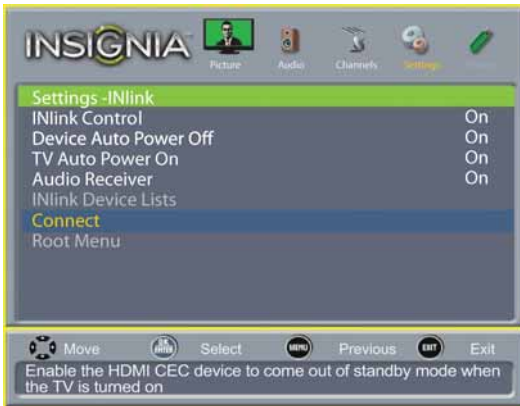 INSIGNIA
Picture Audio Channels Settings
Settings -INlink
INlink Control On
Device Auto Power Off On
TV Auto Power On On
Audio Receiver On
INlink Device Lists
Connect
Root Menu
Move OK ENTER Select MENU Previous EXIT Exit
Enable the HDMI CEC device to come out of standby mode when
the TV is turned on